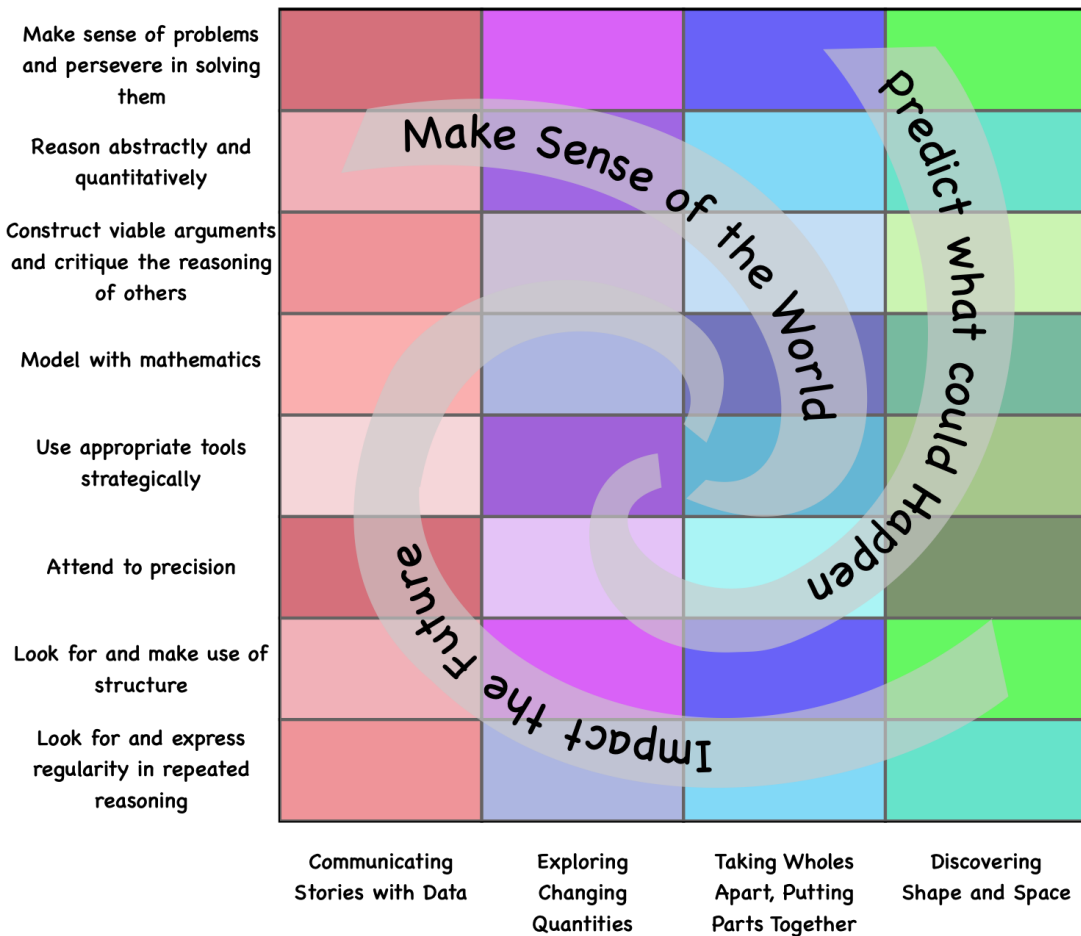 Make sense of problems
and persevere in solving
them
Reason abstractly and
quantitatively
Construct viable arguments
and critique the reasoning
of others
Model with mathematics
Use appropriate tools
strategically
Attend to precision
Look for and make use of
structure
Look for and express
regularity in repeated
reasoning
Make Sense of the World
Predict what could Happen
Impact the Future
Communicating
Stories with Data
Exploring
Changing
Quantities
Taking Wholes
Apart, Putting
Parts Together
Discovering
Shape and Space